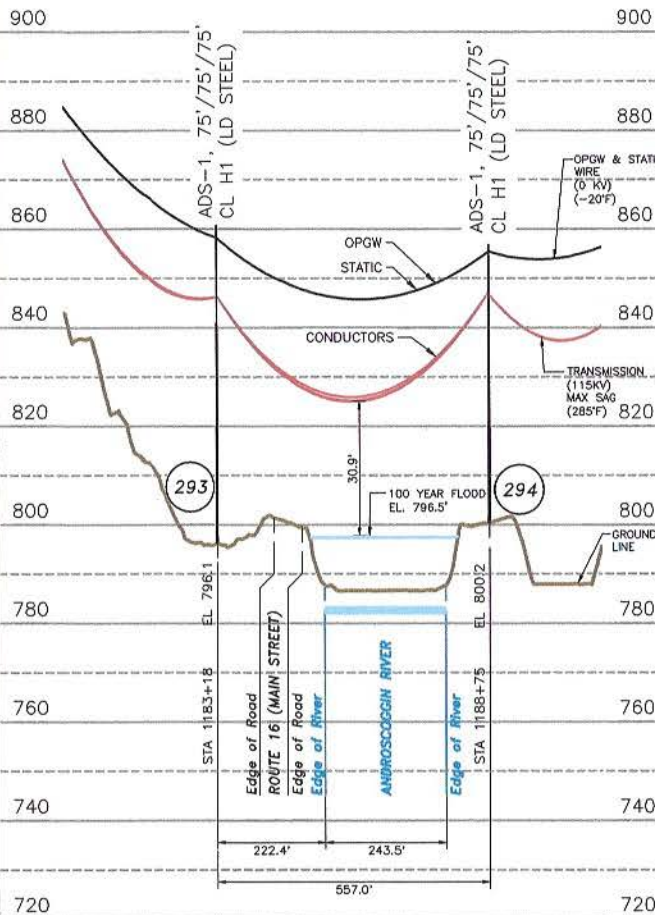 900
900
ADS-1, 75'/75'/75'
CL H1 (LD STEEL)
ADS-1, 75'/75'/75'
CL H1 (LD STEEL)
880
880
OPGW & STATIC
WIRE
(0 KV)
(-20°F)
860
860
OPGW
STATIC
840
840
CONDUCTORS
TRANSMISSION
(115KV)
MAX SAG
(285°F)
820
820
30.9'
293
100 YEAR FLOOD
EL. 796.5'
294
800
800
GROUND
LINE
780
780
STA 1183+18 EL 796.1
Edge of Road
ROUTE 16 (MAIN STREET)
Edge of Road
Edge of River
ANDROSCOGGIN RIVER
Edge of River
STA 1188+75 EL 800.2
760
760
740
740
222.4'
243.5'
557.0'
720
720